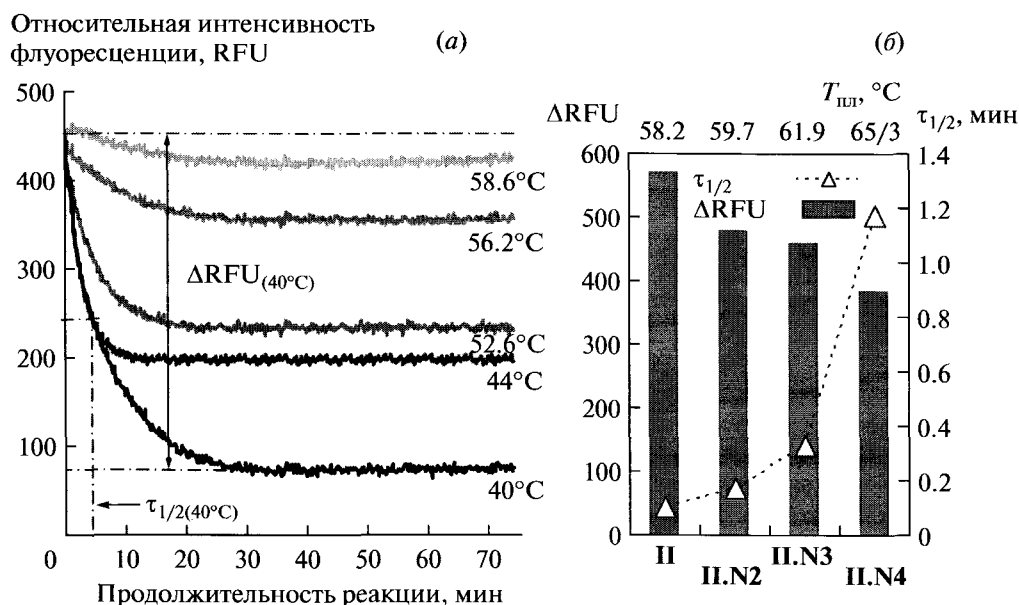 Относительная интенсивность
флуоресценции, RFU
(а)
500
400
300
200
100
0
58.6°C
56.2°C
52.6°C
44°C
40°C
ΔRFU(40°C)
τ1/2(40°C)
0 10 20 30 40 50 60 70
Продолжительность реакции, мин
(б)
Tпл, °C
ΔRFU
58.2 59.7 61.9 65/3
τ1/2, мин
600
500
400
300
200
100
0
τ1/2
ΔRFU
1.4
1.2
1.0
0.8
0.6
0.4
0.2
0
II
II.N2
II.N3
II.N4